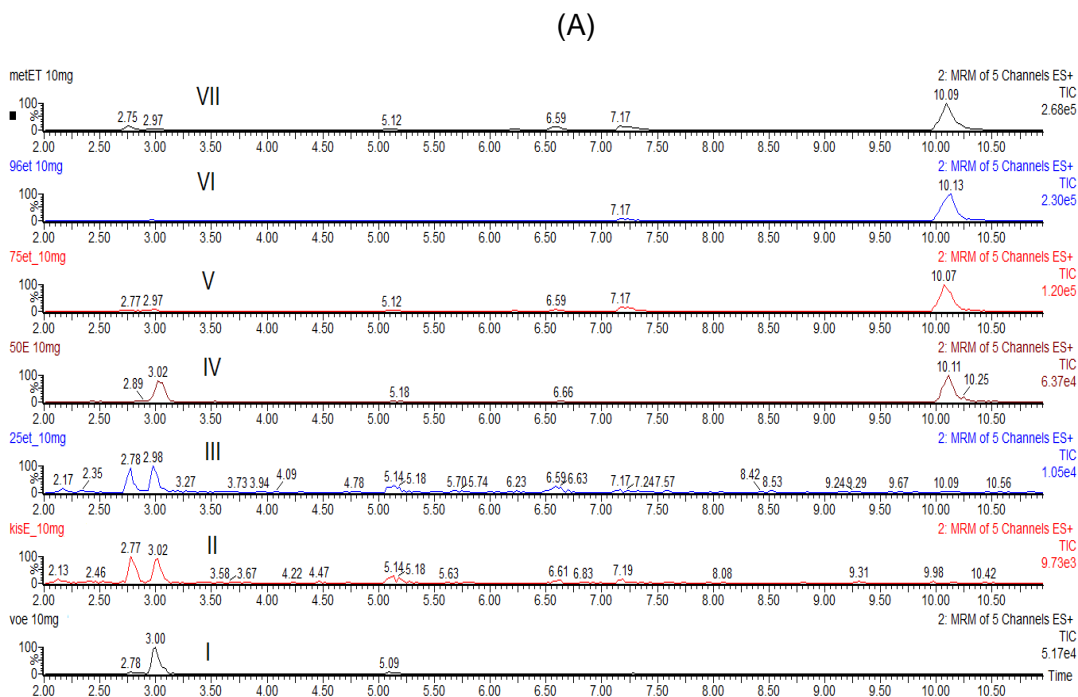 (A)
metET 10mg
2: MRM of 5 Channels ES+
TIC
2.68e5
VII
100
%
0
2.75 2.97 5.12 6.59 7.17 10.09
2.00 2.50 3.00 3.50 4.00 4.50 5.00 5.50 6.00 6.50 7.00 7.50 8.00 8.50 9.00 9.50 10.00 10.50
96et 10mg
2: MRM of 5 Channels ES+
TIC
2.30e5
VI
100
%
0
7.17 10.13
2.00 2.50 3.00 3.50 4.00 4.50 5.00 5.50 6.00 6.50 7.00 7.50 8.00 8.50 9.00 9.50 10.00 10.50
75et_10mg
2: MRM of 5 Channels ES+
TIC
1.20e5
V
100
%
0
2.77 2.97 5.12 6.59 7.17 10.07
2.00 2.50 3.00 3.50 4.00 4.50 5.00 5.50 6.00 6.50 7.00 7.50 8.00 8.50 9.00 9.50 10.00 10.50
50E 10mg
2: MRM of 5 Channels ES+
TIC
6.37e4
IV
100
%
0
2.89 3.02 5.18 6.66 10.11 10.25
2.00 2.50 3.00 3.50 4.00 4.50 5.00 5.50 6.00 6.50 7.00 7.50 8.00 8.50 9.00 9.50 10.00 10.50
25et_10mg
2: MRM of 5 Channels ES+
TIC
1.05e4
III
100
%
0
2.17 2.35 2.78 2.98 3.27 3.73 3.94 4.09 4.78 5.14 5.18 5.70 5.74 6.23 6.59 6.63 7.17 7.24 7.57 8.42 8.53 9.24 9.29 9.67 10.09 10.56
2.00 2.50 3.00 3.50 4.00 4.50 5.00 5.50 6.00 6.50 7.00 7.50 8.00 8.50 9.00 9.50 10.00 10.50
kisE_10mg
2: MRM of 5 Channels ES+
TIC
9.73e3
II
100
%
0
2.13 2.46 2.77 3.02 3.58 3.67 4.22 4.47 5.14 5.18 5.63 6.61 6.83 7.19 8.08 9.31 9.98 10.42
2.00 2.50 3.00 3.50 4.00 4.50 5.00 5.50 6.00 6.50 7.00 7.50 8.00 8.50 9.00 9.50 10.00 10.50
voe 10mg
2: MRM of 5 Channels ES+
TIC
5.17e4
I
100
%
0
2.78 3.00 5.09
Time
2.00 2.50 3.00 3.50 4.00 4.50 5.00 5.50 6.00 6.50 7.00 7.50 8.00 8.50 9.00 9.50 10.00 10.50